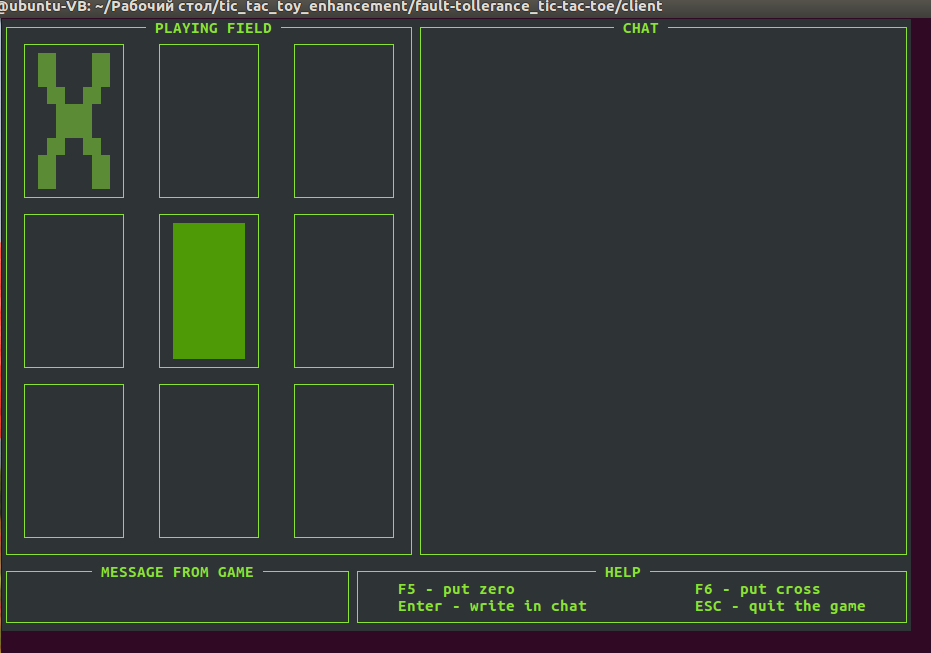 @ubuntu-VB: ~/Рабочий стол/tic_tac_toy_enhancement/fault-tollerance_tic-tac-toe/client
PLAYING FIELD
CHAT
MESSAGE FROM GAME
HELP
F5 - put zero
F6 - put cross
Enter - write in chat
ESC - quit the game